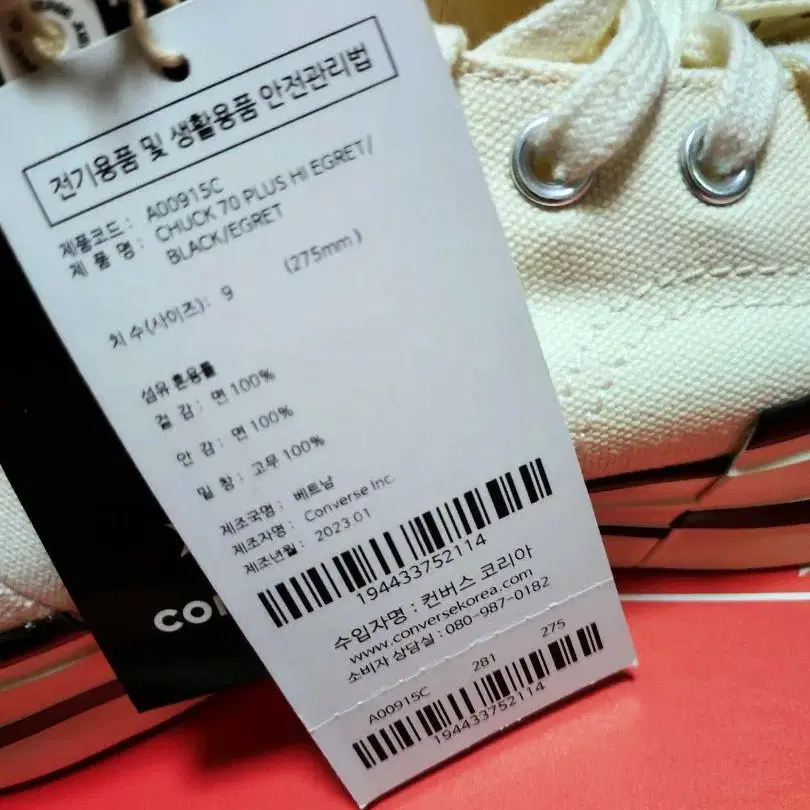 전기용품 및 생활용품 안전관리법
제품코드 : A00915C
제 품 명 : CHUCK 70 PLUS HI EGRET/
BLACK/EGRET
치 수(사이즈) : 9 (275mm)
섬유 혼용률
겉 감 : 면 100%
안 감 : 면 100%
밑 창 : 고무 100%
제조국명 : 베트남
제조자명 : Converse Inc.
제조년월 : 2023.01
194433752114
수입자명 : 컨버스 코리아
www.conversekorea.com
소비자 상담실 : 080-987-0182
A00915C 281 275
194433752114